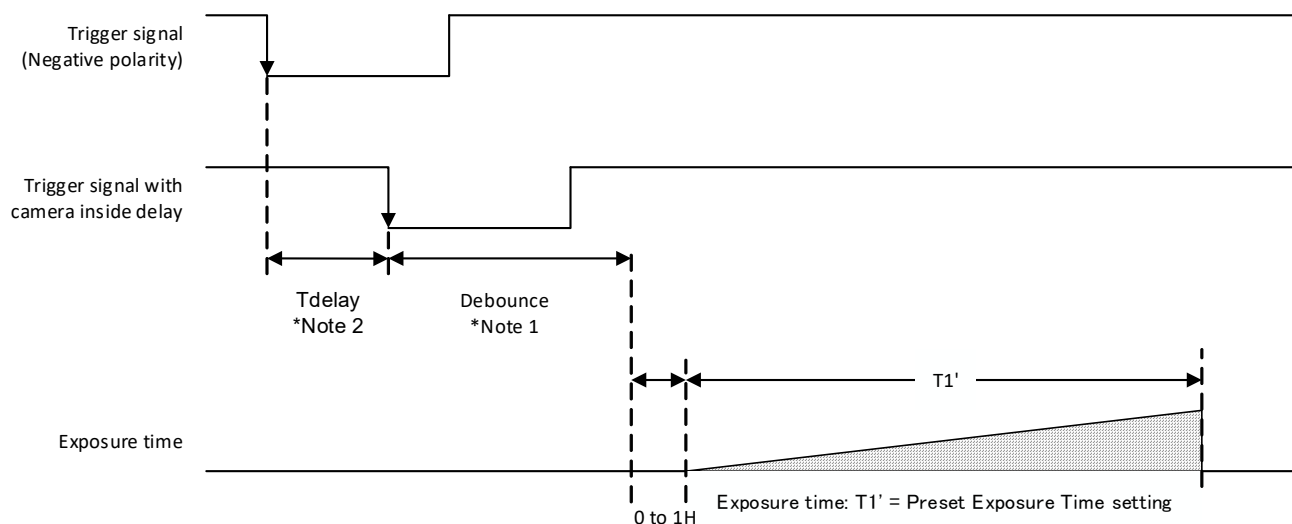 Trigger signal
(Negative polarity)
Trigger signal with
camera inside delay
Tdelay
*Note 2
Debounce
*Note 1
T1'
Exposure time
0 to 1H
Exposure time: T1' = Preset Exposure Time setting